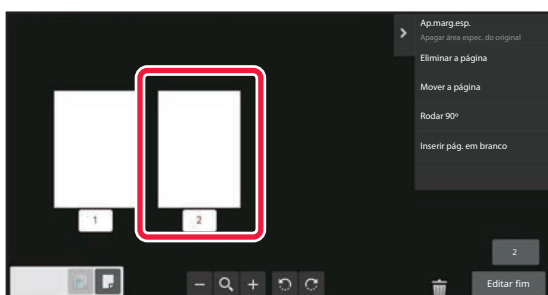 Ap.marg.esp.
Apagar área espec. do original
Eliminar a página
Mover a página
Rodar 90º
Inserir pág. em branco
1
2
2
Editar fim